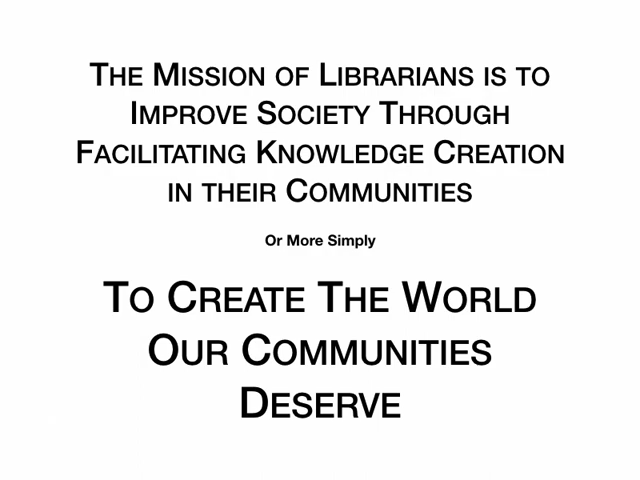 The Mission of Librarians is to
Improve Society Through
Facilitating Knowledge Creation
in their Communities
Or More Simply
To Create The World
Our Communities
Deserve